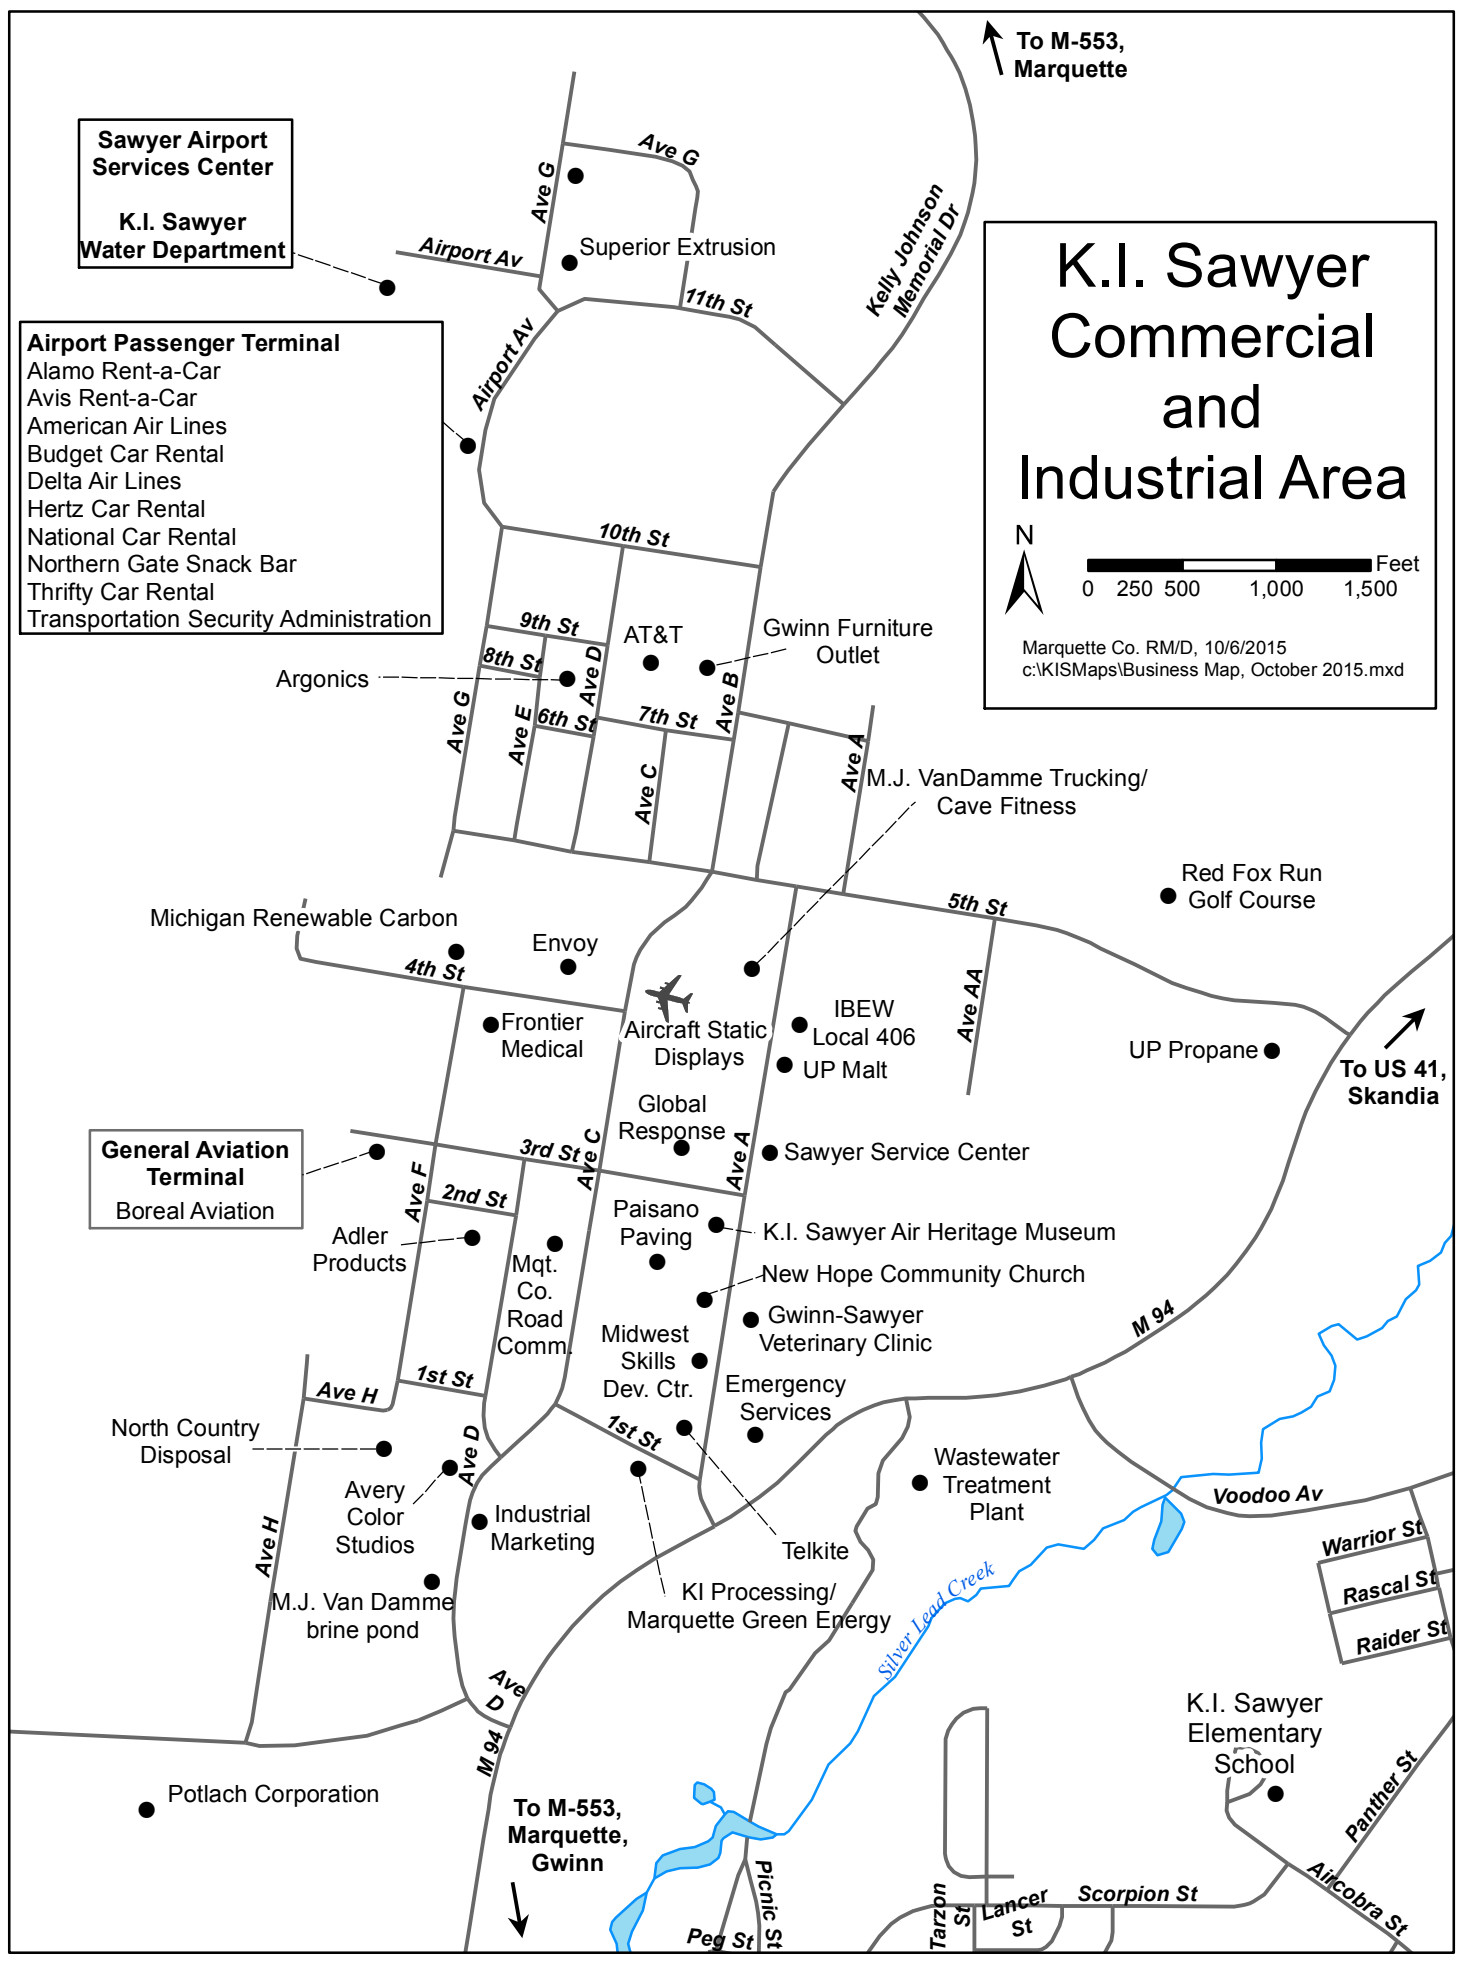 To M-553,
Marquette
Sawyer Airport
Services Center
K.I. Sawyer
Water Department
Ave G
Ave G
Airport Av
Superior Extrusion
11th St
Airport Av
Kelly Johnson
Memorial Dr
K.I. Sawyer
Commercial
and
Industrial Area
N
Feet
0 250 500 1,000 1,500
Marquette Co. RM/D, 10/6/2015
c:\KISMaps\Business Map, October 2015.mxd
Airport Passenger Terminal
Alamo Rent-a-Car
Avis Rent-a-Car
American Air Lines
Budget Car Rental
Delta Air Lines
Hertz Car Rental
National Car Rental
Northern Gate Snack Bar
Thrifty Car Rental
Transportation Security Administration
10th St
9th St
8th St
AT&T
Gwinn Furniture
Outlet
Argonics
Ave D
Ave B
Ave G
Ave E
6th St
7th St
Ave C
Ave A
M.J. VanDamme Trucking/
Cave Fitness
Red Fox Run
Golf Course
5th St
Michigan Renewable Carbon
Envoy
4th St
Frontier
Medical
Aircraft Static
Displays
IBEW
Local 406
UP Malt
Ave AA
UP Propane
To US 41,
Skandia
Global
Response
General Aviation
Terminal
Boreal Aviation
3rd St
Ave C
Ave A
Sawyer Service Center
Ave F
2nd St
Adler
Products
Paisano
Paving
K.I. Sawyer Air Heritage Museum
Mqt.
Co.
Road
Comm.
New Hope Community Church
Gwinn-Sawyer
Veterinary Clinic
Midwest
Skills
Dev. Ctr.
Emergency
Services
M 94
Ave H
1st St
1st St
North Country
Disposal
Ave D
Avery
Color
Studios
Industrial
Marketing
Wastewater
Treatment
Plant
Voodoo Av
Telkite
Ave H
M.J. Van Damme
brine pond
KI Processing/
Marquette Green Energy
Silver Lead Creek
Warrior St
Rascal St
Raider St
Ave
D
M 94
K.I. Sawyer
Elementary
School
Potlach Corporation
To M-553,
Marquette,
Gwinn
Panther St
Aircobra St
Picnic St
Peg St
Tarzon
St
Lancer
St
Scorpion St